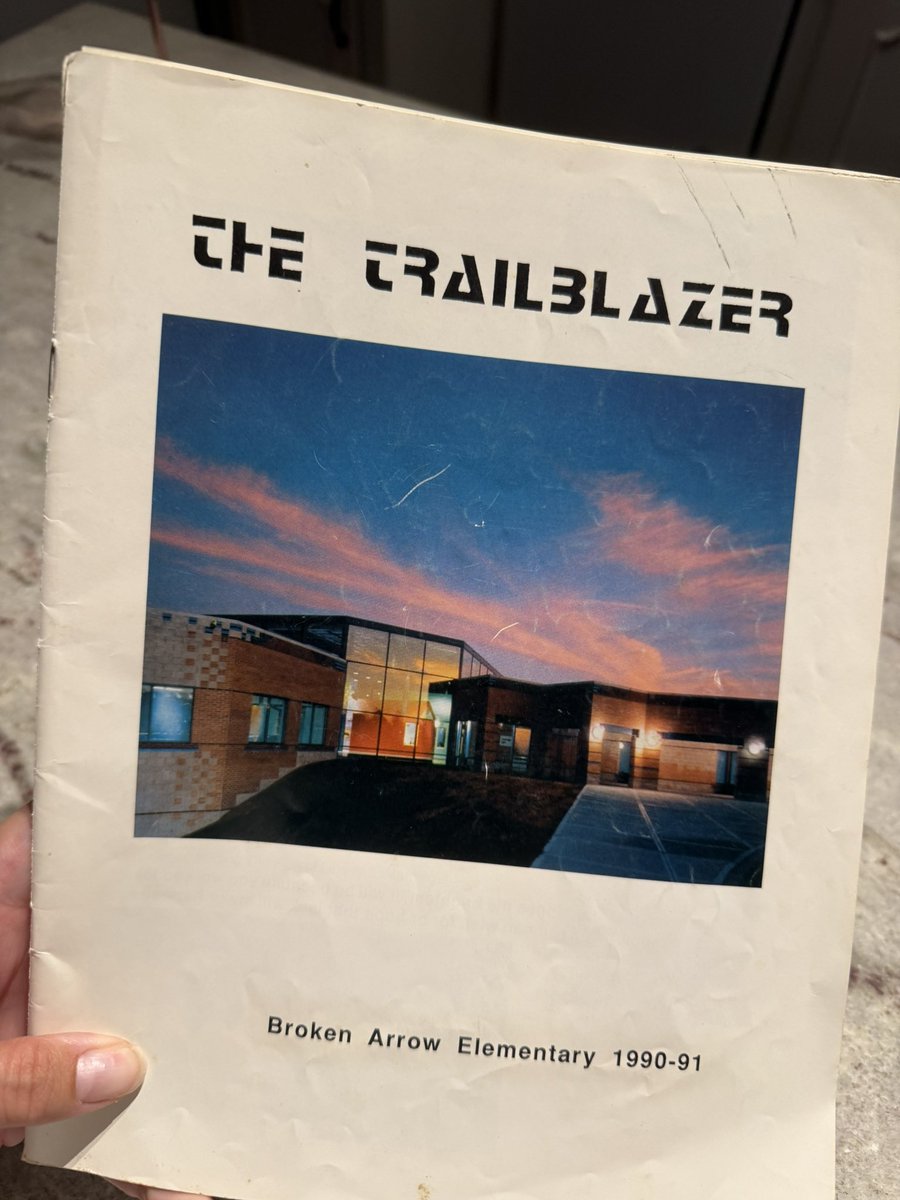 THE TRAILBLAZER
Broken Arrow Elementary 1990-91